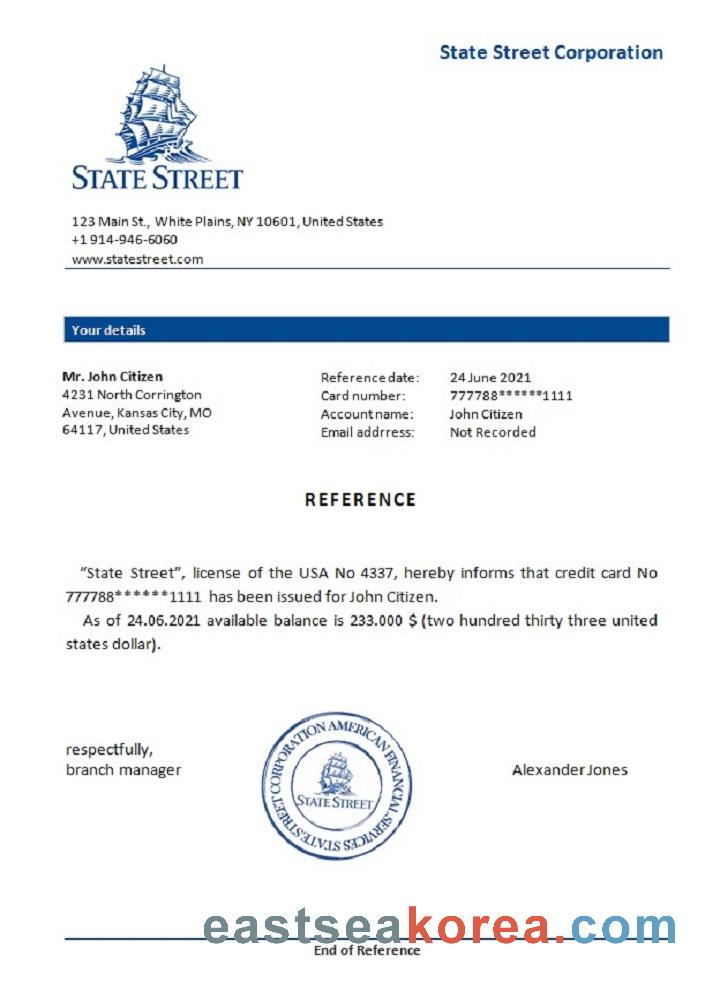 State Street Corporation
STATE STREET
123 Main St., White Plains, NY 10601, United States
+1 914-946-6060
www.statestreet.com
Your details
Mr. John Citizen
4231 North Corrington
Avenue, Kansas City, MO
64117, United States
Reference date: 24 June 2021
Card number: 777788******1111
Account name: John Citizen
Email addrress: Not Recorded
REFERENCE
“State Street”, license of the USA No 4337, hereby informs that credit card No
777788******1111 has been issued for John Citizen.
As of 24.06.2021 available balance is 233.000 $ (two hundred thirty three united
states dollar).
respectfully,
branch manager
STATE STREET CORPORATION AMERICAN FINANCIAL SERVICES
STATE STREET
Alexander Jones
eastseakorea.com
End of Reference